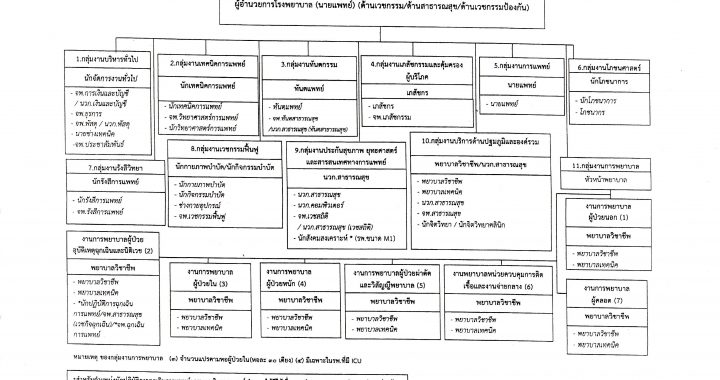 ผู้อำนวยการโรงพยาบาล (นายแพทย์) (ด้านเวชกรรม/ด้านสาธารณสุข/ด้านเวชกรรมป้องกัน)
1.กลุ่มงานบริหารทั่วไป
นักจัดการงานทั่วไป
- จพ.การเงินและบัญชี
/ นวก.เงินและบัญชี
- จพ.ธุรการ
- จพ.พัสดุ / นวก.พัสดุ
- นายช่างเทคนิค
- จพ.ประชาสัมพันธ์
2.กลุ่มงานเทคนิคการแพทย์
นักเทคนิคการแพทย์
- นักเทคนิคการแพทย์
- จพ.วิทยาศาสตร์การแพทย์
- นักวิทยาศาสตร์การแพทย์
3.กลุ่มงานทันตกรรม
ทันตแพทย์
- ทันตแพทย์
- จพ.ทันตสาธารณสุข
/นวก.สาธารณสุข (ทันตสาธารณสุข)
4.กลุ่มงานเภสัชกรรมและคุ้มครอง
ผู้บริโภค
เภสัชกร
- เภสัชกร
- จพ.เภสัชกรรม
5.กลุ่มงานการแพทย์
นายแพทย์
- นายแพทย์
6.กลุ่มงานโภชนศาสตร์
นักโภชนาการ
- นักโภชนาการ
- โภชนากร
7.กลุ่มงานรังสีวิทยา
นักรังสีการแพทย์
- นักรังสีการแพทย์
- จพ.รังสีการแพทย์
8.กลุ่มงานเวชกรรมฟื้นฟู
นักกายภาพบำบัด/นักกิจกรรมบำบัด
- นักกายภาพบำบัด
- นักกิจกรรมบำบัด
- ช่างกายอุปกรณ์
- จพ.เวชกรรมฟื้นฟู
9.กลุ่มงานประกันสุขภาพ ยุทธศาสตร์
และสารสนเทศทางการแพทย์
นวก.สาธารณสุข
- นวก.สาธารณสุข
- นวก.คอมพิวเตอร์
- จพ.เวชสถิติ
/ นวก.สาธารณสุข (เวชสถิติ)
- นักสังคมสงเคราะห์ * (รพ.ขนาด M1)
10.กลุ่มงานบริการด้านปฐมภูมิและองค์รวม
พยาบาลวิชาชีพ/นวก.สาธารณสุข
- พยาบาลวิชาชีพ
- พยาบาลเทคนิค
- นวก.สาธารณสุข
- จพ.สาธารณสุข
- นักจิตวิทยา / นักจิตวิทยาคลินิก
11.กลุ่มงานการพยาบาล
หัวหน้าพยาบาล
งานการพยาบาล
ผู้ป่วยนอก (1)
พยาบาลวิชาชีพ
- พยาบาลวิชาชีพ
- พยาบาลเทคนิค
งานการพยาบาลผู้ป่วย
อุบัติเหตุฉุกเฉินและนิติเวช (2)
พยาบาลวิชาชีพ
- พยาบาลวิชาชีพ
- พยาบาลเทคนิค
- *นักปฏิบัติการฉุกเฉิน
การแพทย์/จพ.สาธารณสุข
(เวชกิจฉุกเฉิน)/*จพ.ฉุกเฉิน
การแพทย์
งานการพยาบาล
ผู้ป่วยใน (3)
พยาบาลวิชาชีพ
- พยาบาลวิชาชีพ
- พยาบาลเทคนิค
งานการพยาบาล
ผู้ป่วยหนัก (4)
พยาบาลวิชาชีพ
- พยาบาลวิชาชีพ
- พยาบาลเทคนิค
งานการพยาบาลผู้ป่วยผ่าตัด
และวิสัญญีพยาบาล (5)
พยาบาลวิชาชีพ
- พยาบาลวิชาชีพ
- พยาบาลเทคนิค
งานพยาบาลหน่วยควบคุมการติด
เชื้อและงานจ่ายกลาง (6)
พยาบาลวิชาชีพ
- พยาบาลวิชาชีพ
- พยาบาลเทคนิค
งานการพยาบาล
ผู้คลอด (7)
พยาบาลวิชาชีพ
- พยาบาลวิชาชีพ
- พยาบาลเทคนิค
หมายเหตุ ของกลุ่มงานการพยาบาล (๓) จำนวนแปรตามหอผู้ป่วยใน(หอละ ๓๐ เตียง) (๔) มีเฉพาะในรพ.ที่มี ICU